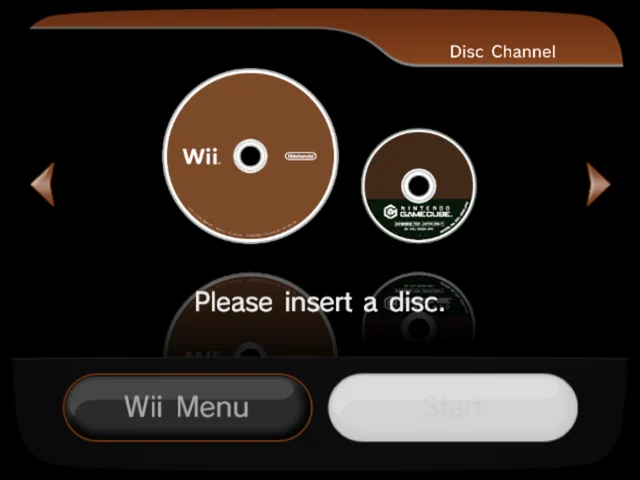 Disc Channel
Wii
Nintendo
NINTENDO
GAMECUBE
Please insert a disc.
Wii Menu
Start